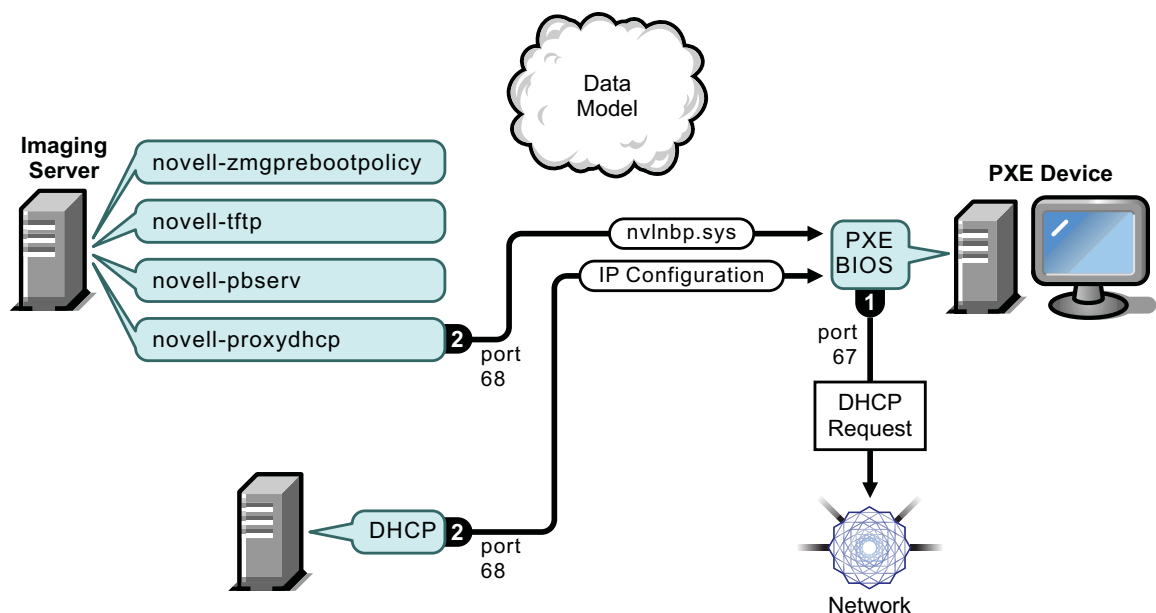 Data
Model
Imaging
Server
novell-zmgprebootpolicy
novell-tftp
novell-pbserv
novell-proxydhcp
2
port
68
nvlnbp.sys
IP Configuration
PXE
BIOS
1
PXE Device
port
67
DHCP
Request
Network
DHCP
2
port
68